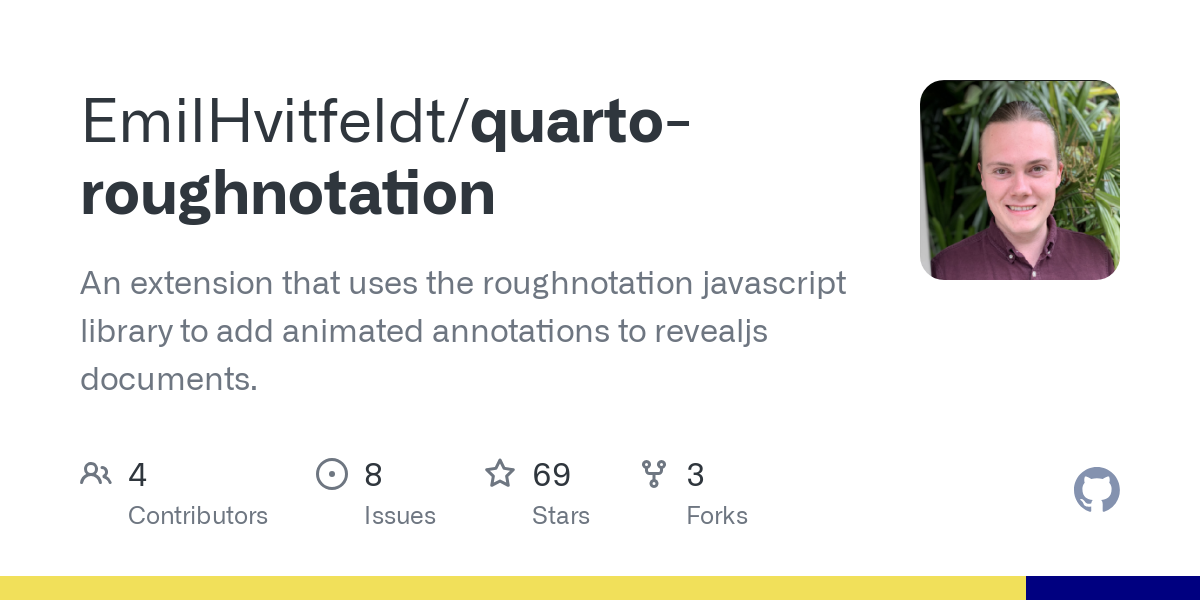 EmilHvitfeldt/quarto-
roughnotation
An extension that uses the roughnotation javascript
library to add animated annotations to revealjs
documents.
4 8 69 3
Contributors Issues Stars Forks